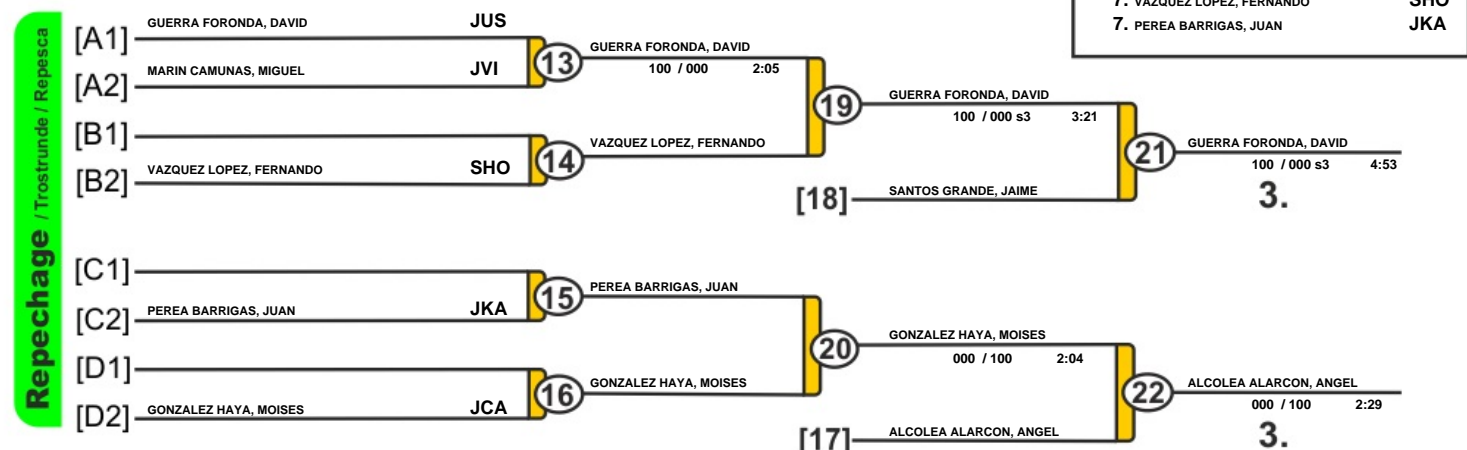 7. VAZQUEZ LOPEZ, FERNANDO SHO
7. PEREA BARRIGAS, JUAN JKA
Repechage / Trostrunde / Repesca
[A1] GUERRA FORONDA, DAVID JUS
[A2] MARIN CAMUNAS, MIGUEL JVI
13 GUERRA FORONDA, DAVID
100 / 000 2:05
[B1]
[B2] VAZQUEZ LOPEZ, FERNANDO SHO
14 VAZQUEZ LOPEZ, FERNANDO
19 GUERRA FORONDA, DAVID
100 / 000 s3 3:21
[18] SANTOS GRANDE, JAIME
21 GUERRA FORONDA, DAVID
100 / 000 s3 4:53
3.
[C1]
[C2] PEREA BARRIGAS, JUAN JKA
15 PEREA BARRIGAS, JUAN
[D1]
[D2] GONZALEZ HAYA, MOISES JCA
16 GONZALEZ HAYA, MOISES
20 GONZALEZ HAYA, MOISES
000 / 100 2:04
[17] ALCOLEA ALARCON, ANGEL
22 ALCOLEA ALARCON, ANGEL
000 / 100 2:29
3.